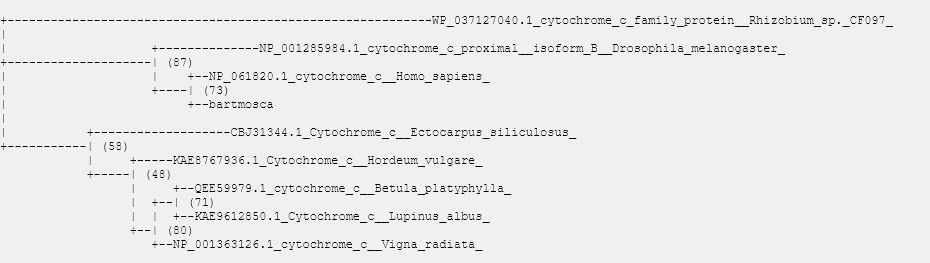 WP_037127040.1_cytochrome_c_family_protein__Rhizobium_sp._CF097_
NP_001285984.1_cytochrome_c_proximal__isoform_B__Drosophila_melanogaster_
(87)
NP_061820.1_cytochrome_c__Homo_sapiens_
(73)
bartmosca
CBJ31344.1_Cytochrome_c__Ectocarpus_siliculosus_
(58)
KAE8767936.1_Cytochrome_c__Hordeum_vulgare_
(48)
QEE59979.1_cytochrome_c__Betula_platyphylla_
(71)
KAE9612850.1_Cytochrome_c__Lupinus_albus_
(80)
NP_001363126.1_cytochrome_c__Vigna_radiata_